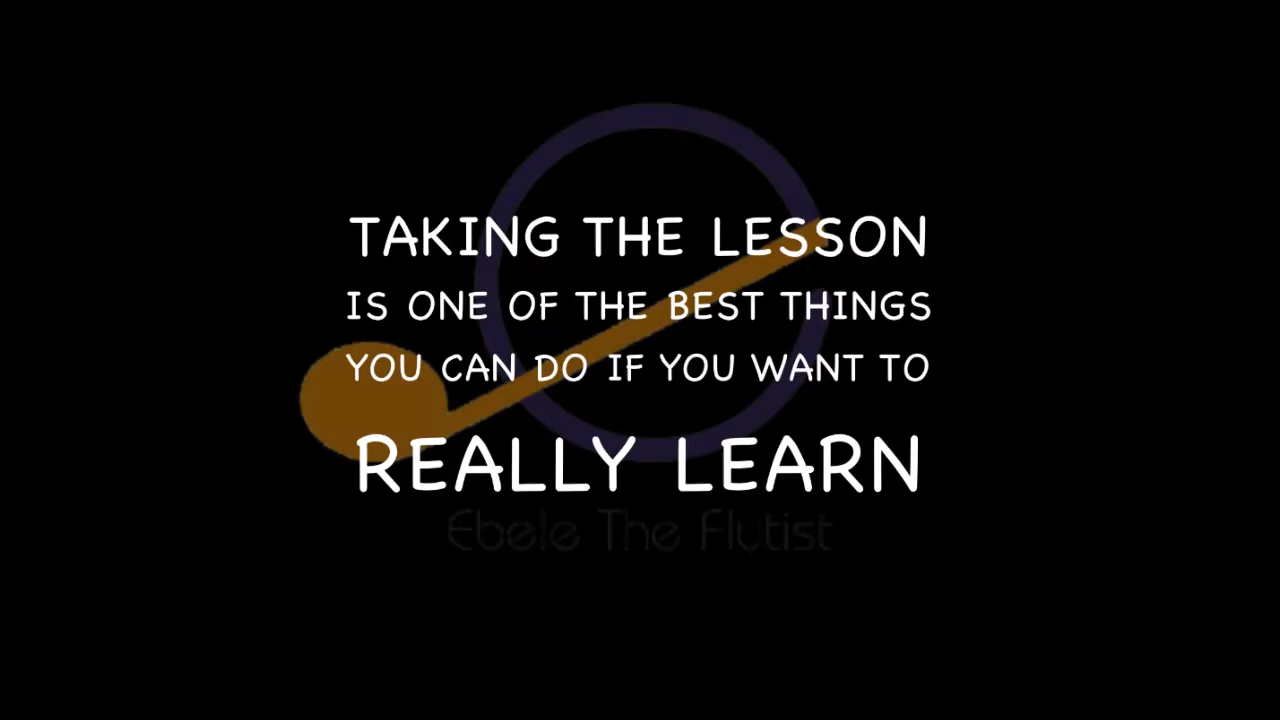 TAKING THE LESSON
IS ONE OF THE BEST THINGS
YOU CAN DO IF YOU WANT TO
REALLY LEARN
Ebele The Flutist